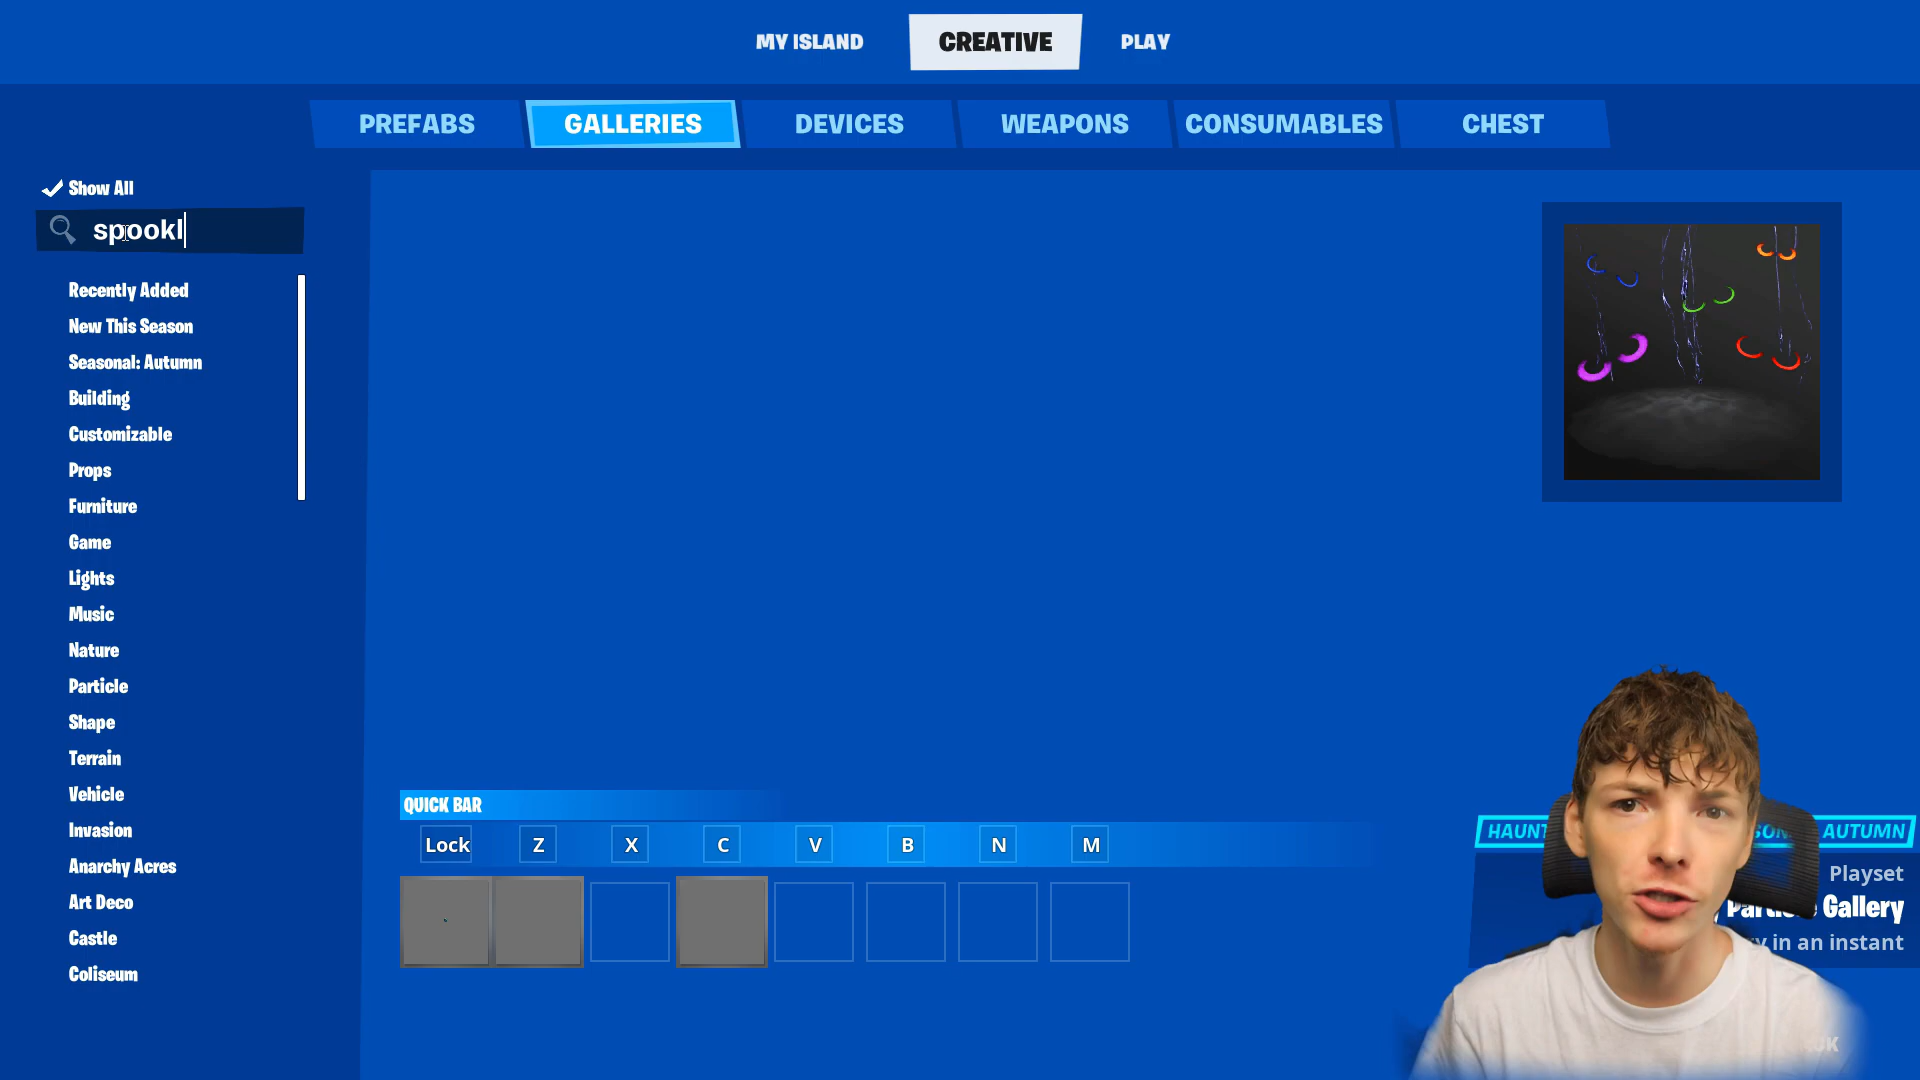 MY ISLAND
CREATIVE
PLAY
PREFABS
GALLERIES
DEVICES
WEAPONS
CONSUMABLES
CHEST
Show All
spookl
Recently Added
New This Season
Seasonal: Autumn
Building
Customizable
Props
Furniture
Game
Lights
Music
Nature
Particle
Shape
Terrain
Vehicle
Invasion
Anarchy Acres
Art Deco
Castle
Coliseum
QUICK BAR
Lock Z X C V B N M
AUTUMN
Playset
Gallery
in an instant